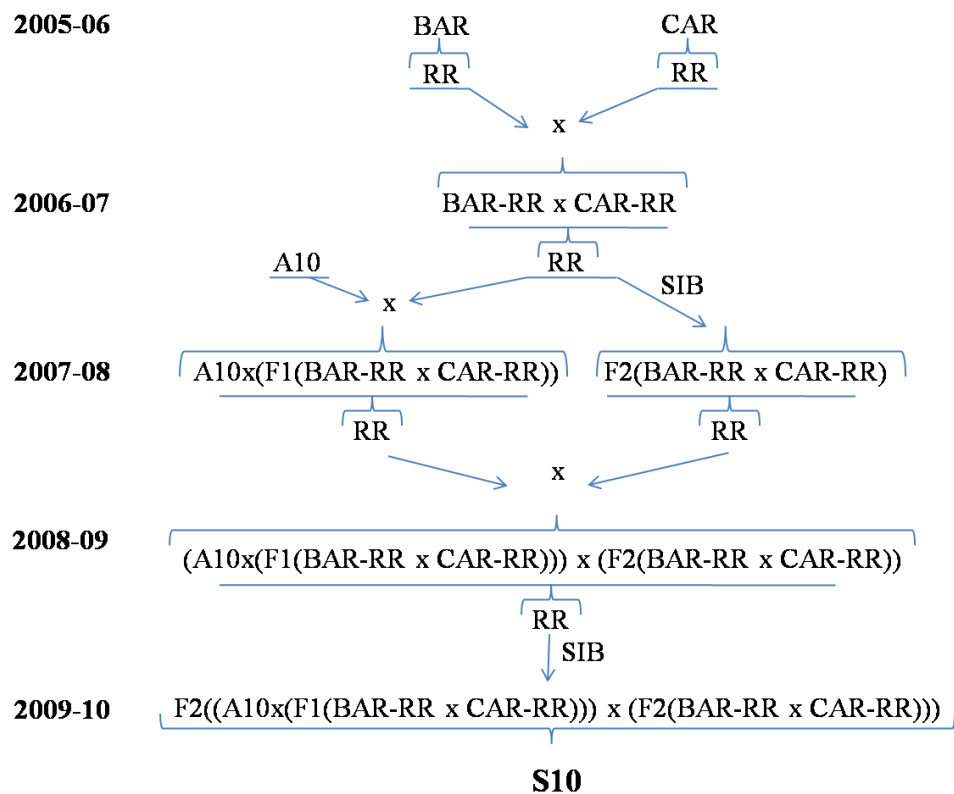 2005-06 BAR CAR
RR RR
x
2006-07 BAR-RR x CAR-RR
A10 RR
SIB
x
2007-08 A10x(F1(BAR-RR x CAR-RR)) F2(BAR-RR x CAR-RR)
RR RR
x
2008-09
(A10x(F1(BAR-RR x CAR-RR))) x (F2(BAR-RR x CAR-RR))
RR
SIB
2009-10 F2((A10x(F1(BAR-RR x CAR-RR))) x (F2(BAR-RR x CAR-RR)))
S10